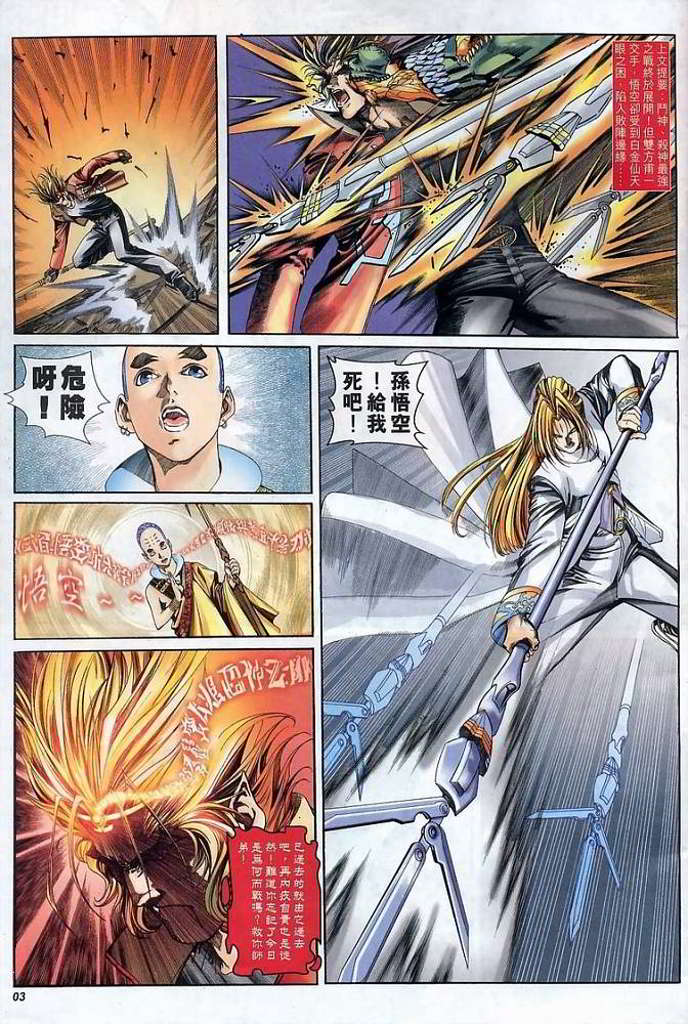 上文提要：鬥神、殺神最強
之戰終於展開！但雙方甫一
交手，悟空卻受到白金仙天
眼之困，陷入敗陣邊緣……
危險
呀！
孫悟空
！給我
死吧！
悟空~~
已過去的就由它過去
吧，再內疚自責也是徒
然！難道你忘記了今日
是為何而戰嗎？救你師
弟！
03